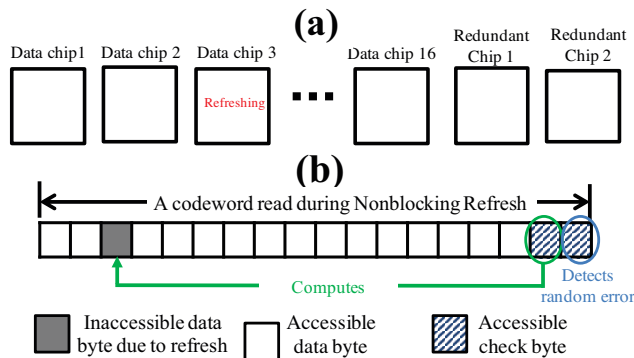 (a)
Data chip1 Data chip 2 Data chip 3 Data chip 16 Redundant Chip 1 Redundant Chip 2
Refreshing
(b)
A codeword read during Nonblocking Refresh
Computes
Detects
random error
Inaccessible data
byte due to refresh
Accessible
data byte
Accessible
check byte